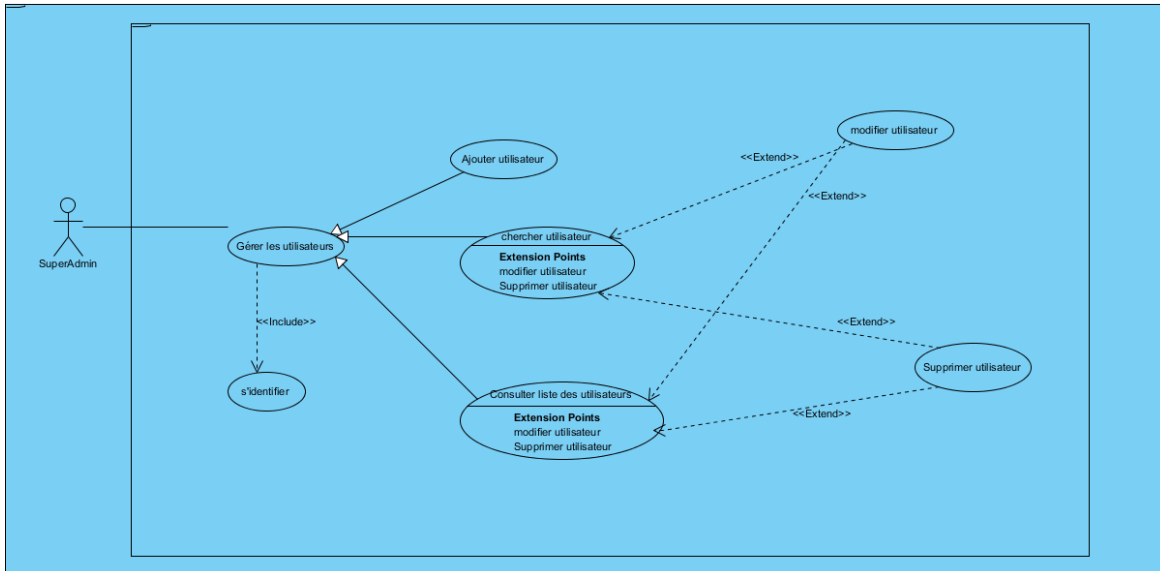 modifier utilisateur
<<Extend>>
Ajouter utilisateur
<<Extend>>
SuperAdmin
Gérer les utilisateurs
chercher utilisateur
Extension Points
modifier utilisateur
Supprimer utilisateur
<<Include>>
<<Extend>>
Supprimer utilisateur
s'identifier
Consulter liste des utilisateurs
Extension Points
modifier utilisateur
Supprimer utilisateur
<<Extend>>